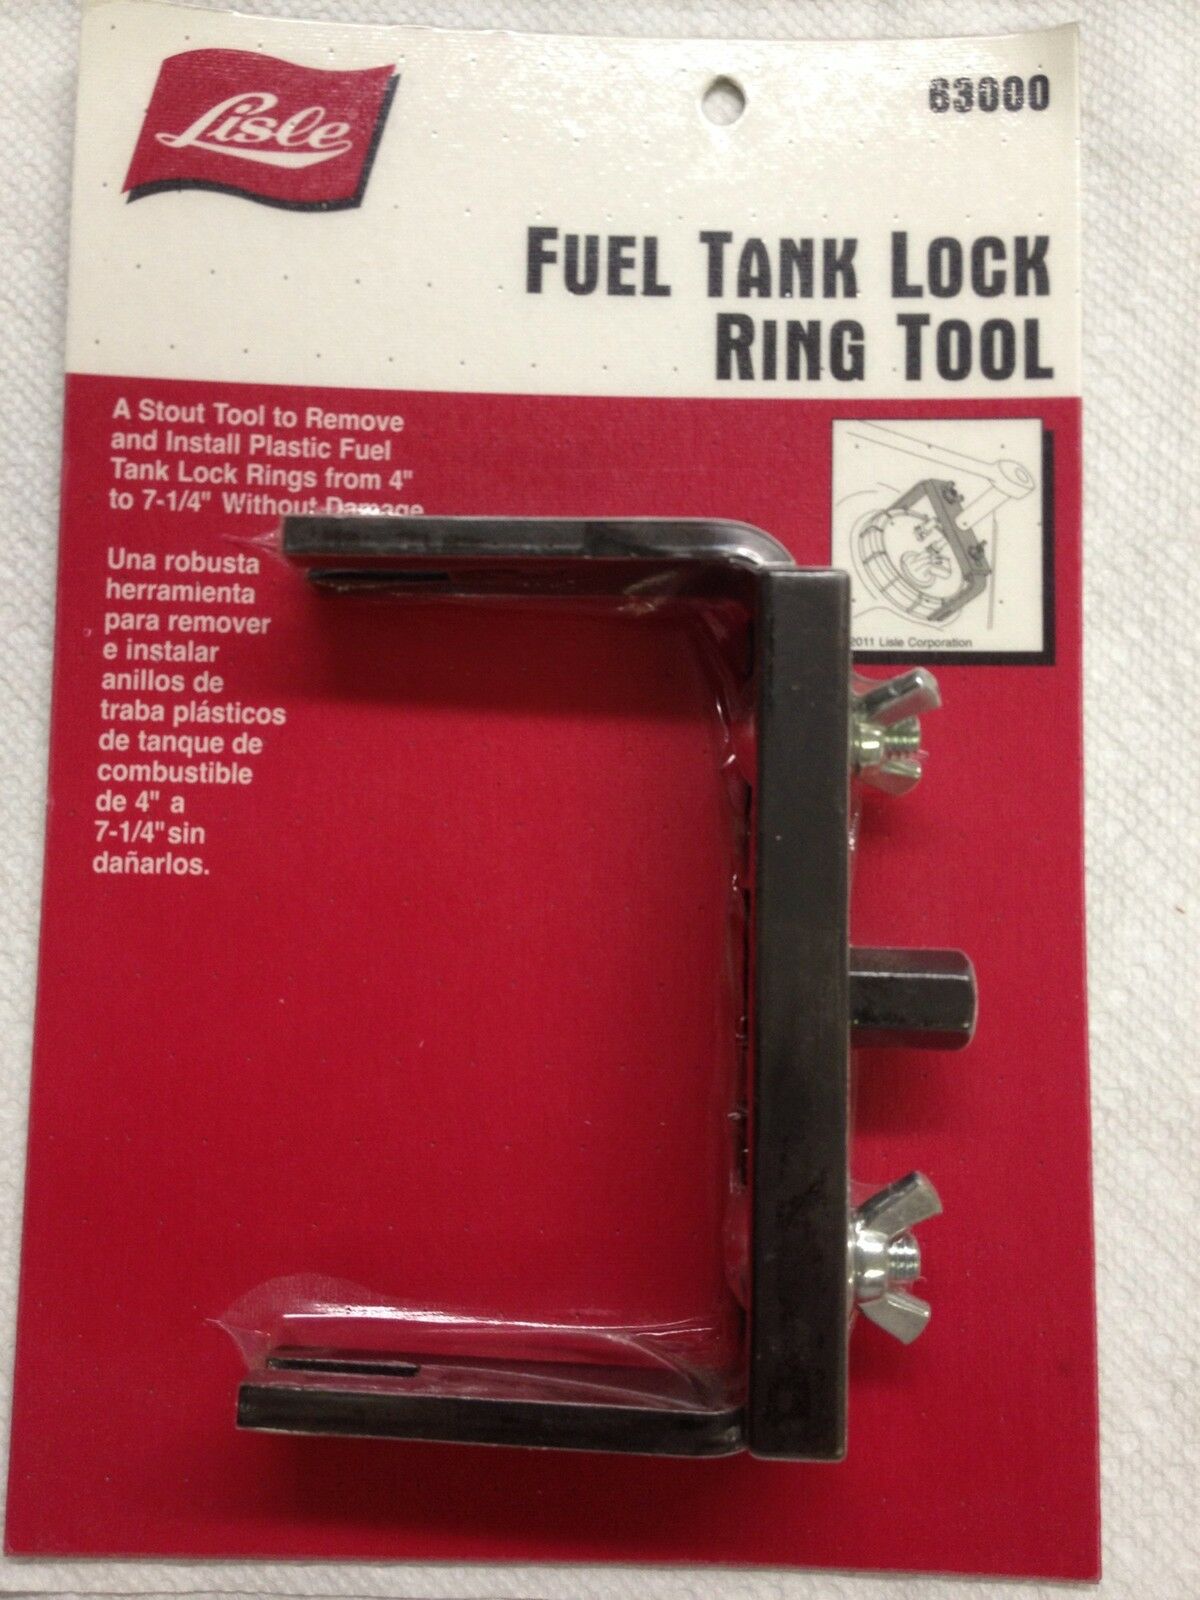 Lisle
63000
FUEL TANK LOCK
RING TOOL
A Stout Tool to Remove
and Install Plastic Fuel
Tank Lock Rings from 4"
to 7-1/4" Without Damage
Una robusta
herramienta
para remover
e instalar
anillos de
traba plásticos
de tanque de
combustible
de 4" a
7-1/4" sin
dañarlos.
2011 Lisle Corporation